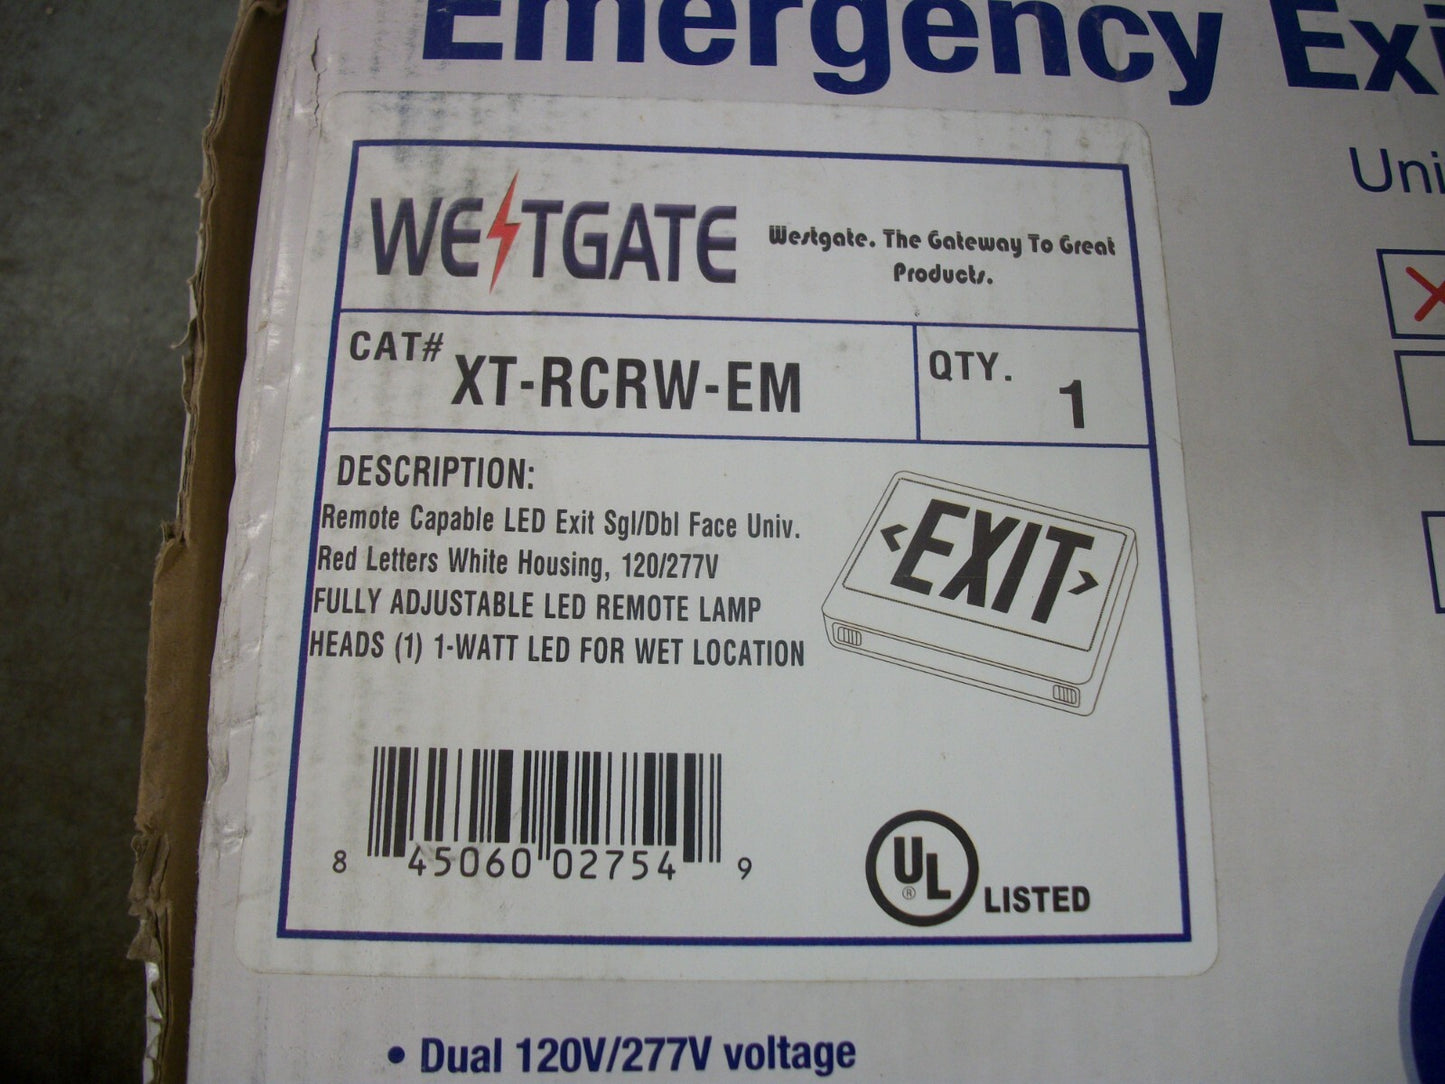 Emergency Exi
Uni
WESTGATE
Westgate. The Gateway To Great
Products.
CAT# XT-RCRW-EM
QTY. 1
DESCRIPTION:
Remote Capable LED Exit Sgl/Dbl Face Univ.
Red Letters White Housing, 120/277V
FULLY ADJUSTABLE LED REMOTE LAMP
HEADS (1) 1-WATT LED FOR WET LOCATION
<EXIT>
8 45060 02754 9
UL ® LISTED
• Dual 120V/277V voltage